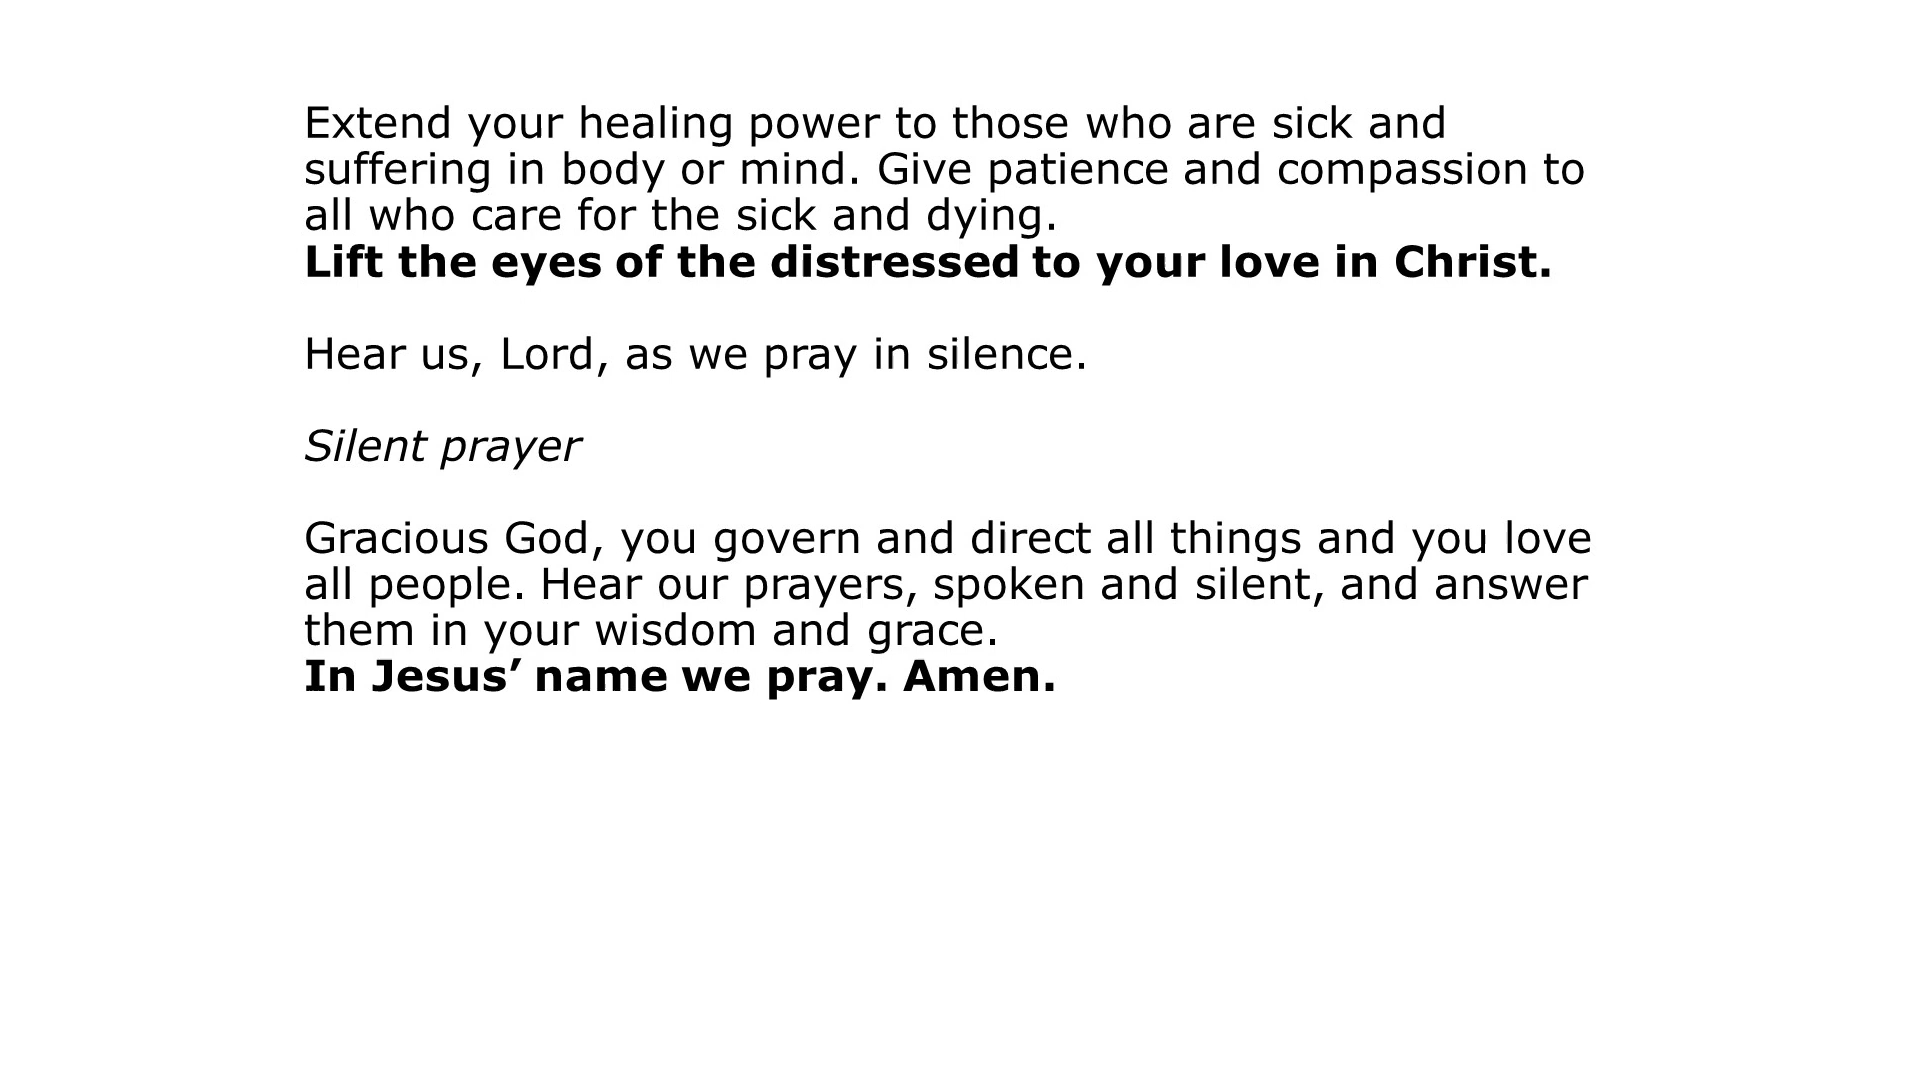 Extend your healing power to those who are sick and
suffering in body or mind. Give patience and compassion to
all who care for the sick and dying.
Lift the eyes of the distressed to your love in Christ.
Hear us, Lord, as we pray in silence.
Silent prayer
Gracious God, you govern and direct all things and you love
all people. Hear our prayers, spoken and silent, and answer
them in your wisdom and grace.
In Jesus’ name we pray. Amen.